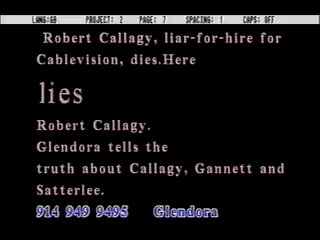 LANG:GB PROJECT: 2 PAGE: 7 SPACING: 1 CAPS: OFF
Robert Callagy, liar-for-hire for
Cablevision, dies.Here
lies
Robert Callagy.
Glendora tells the
truth about Callagy, Gannett and
Satterlee.
914 949 9495 Glendora